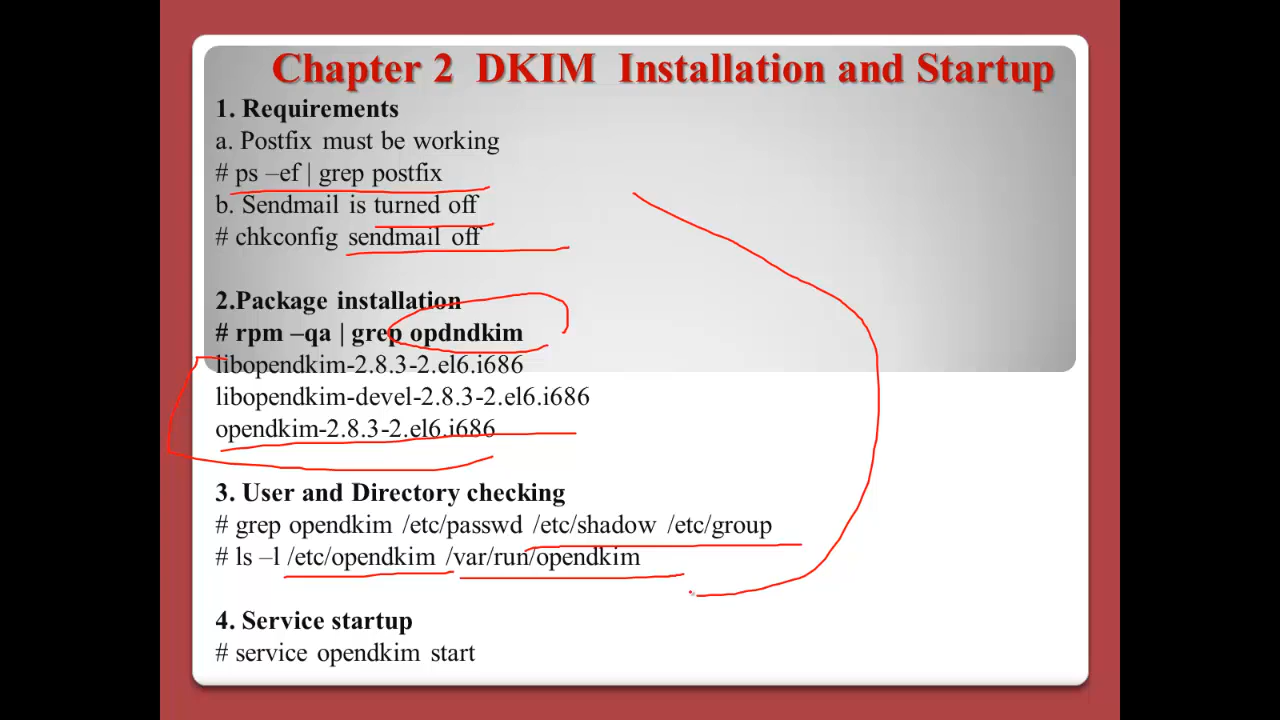 Chapter 2 DKIM Installation and Startup
1. Requirements
a. Postfix must be working
# ps –ef | grep postfix
b. Sendmail is turned off
# chkconfig sendmail off
2.Package installation
# rpm –qa | grep opdndkim
libopendkim-2.8.3-2.el6.i686
libopendkim-devel-2.8.3-2.el6.i686
opendkim-2.8.3-2.el6.i686
3. User and Directory checking
# grep opendkim /etc/passwd /etc/shadow /etc/group
# ls –l /etc/opendkim /var/run/opendkim
4. Service startup
# service opendkim start